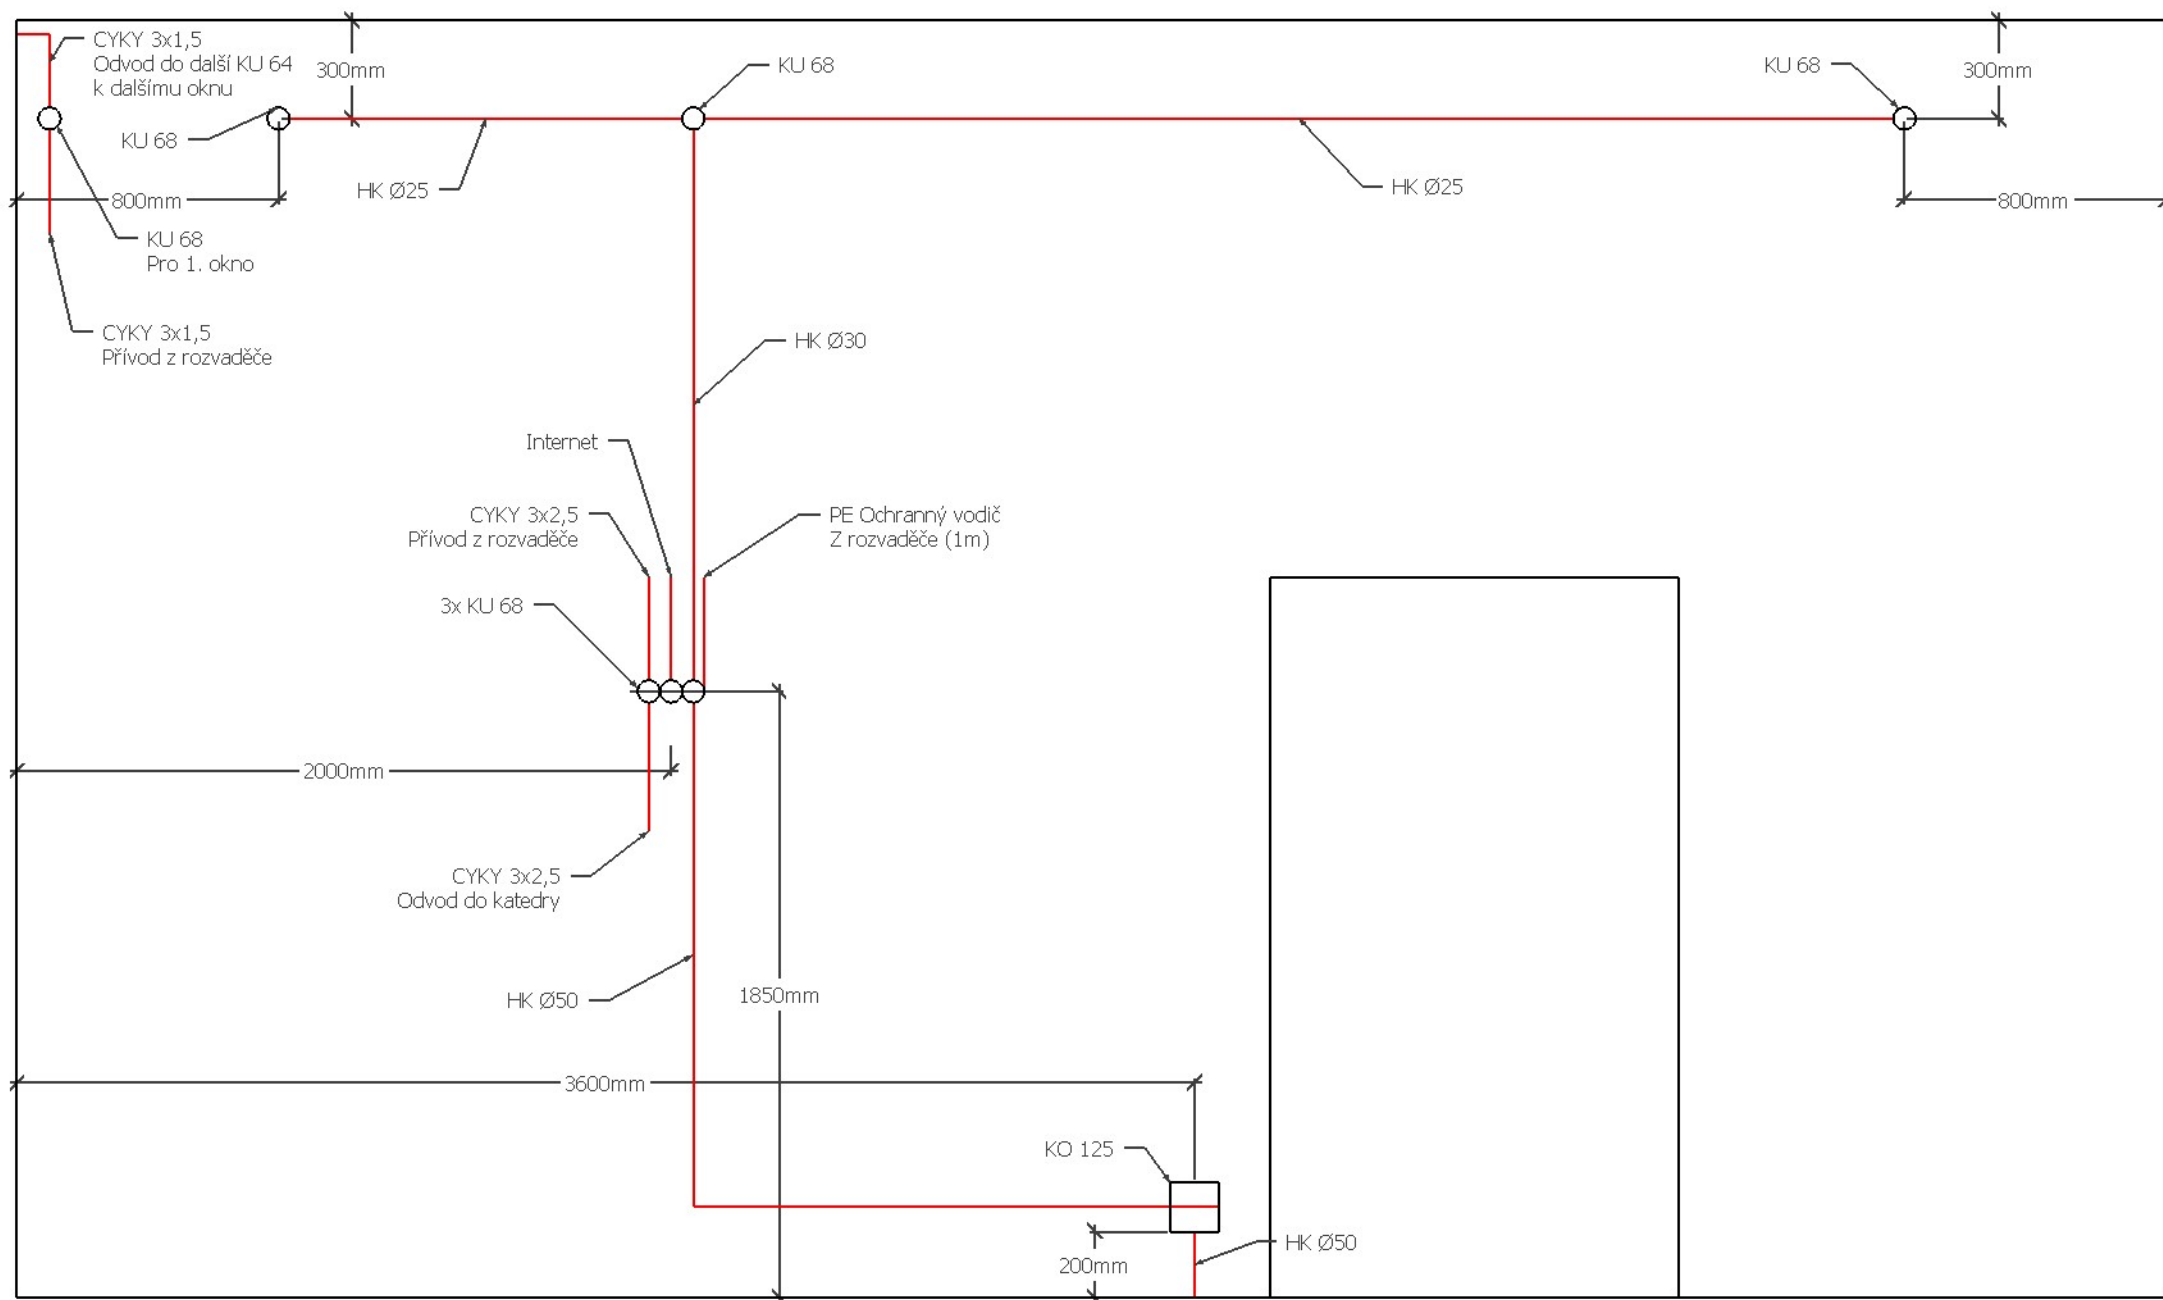 CYKY 3x1,5
Odvod do další KU 64
k dalšímu oknu
300mm
KU 68
KU 68
300mm
KU 68
HK Ø25
HK Ø25
800mm
800mm
KU 68
Pro 1. okno
CYKY 3x1,5
Přívod z rozvaděče
HK Ø30
Internet
CYKY 3x2,5
Přívod z rozvaděče
PE Ochranný vodič
Z rozvaděče (1m)
3x KU 68
2000mm
CYKY 3x2,5
Odvod do katedry
HK Ø50
1850mm
3600mm
KO 125
HK Ø50
200mm